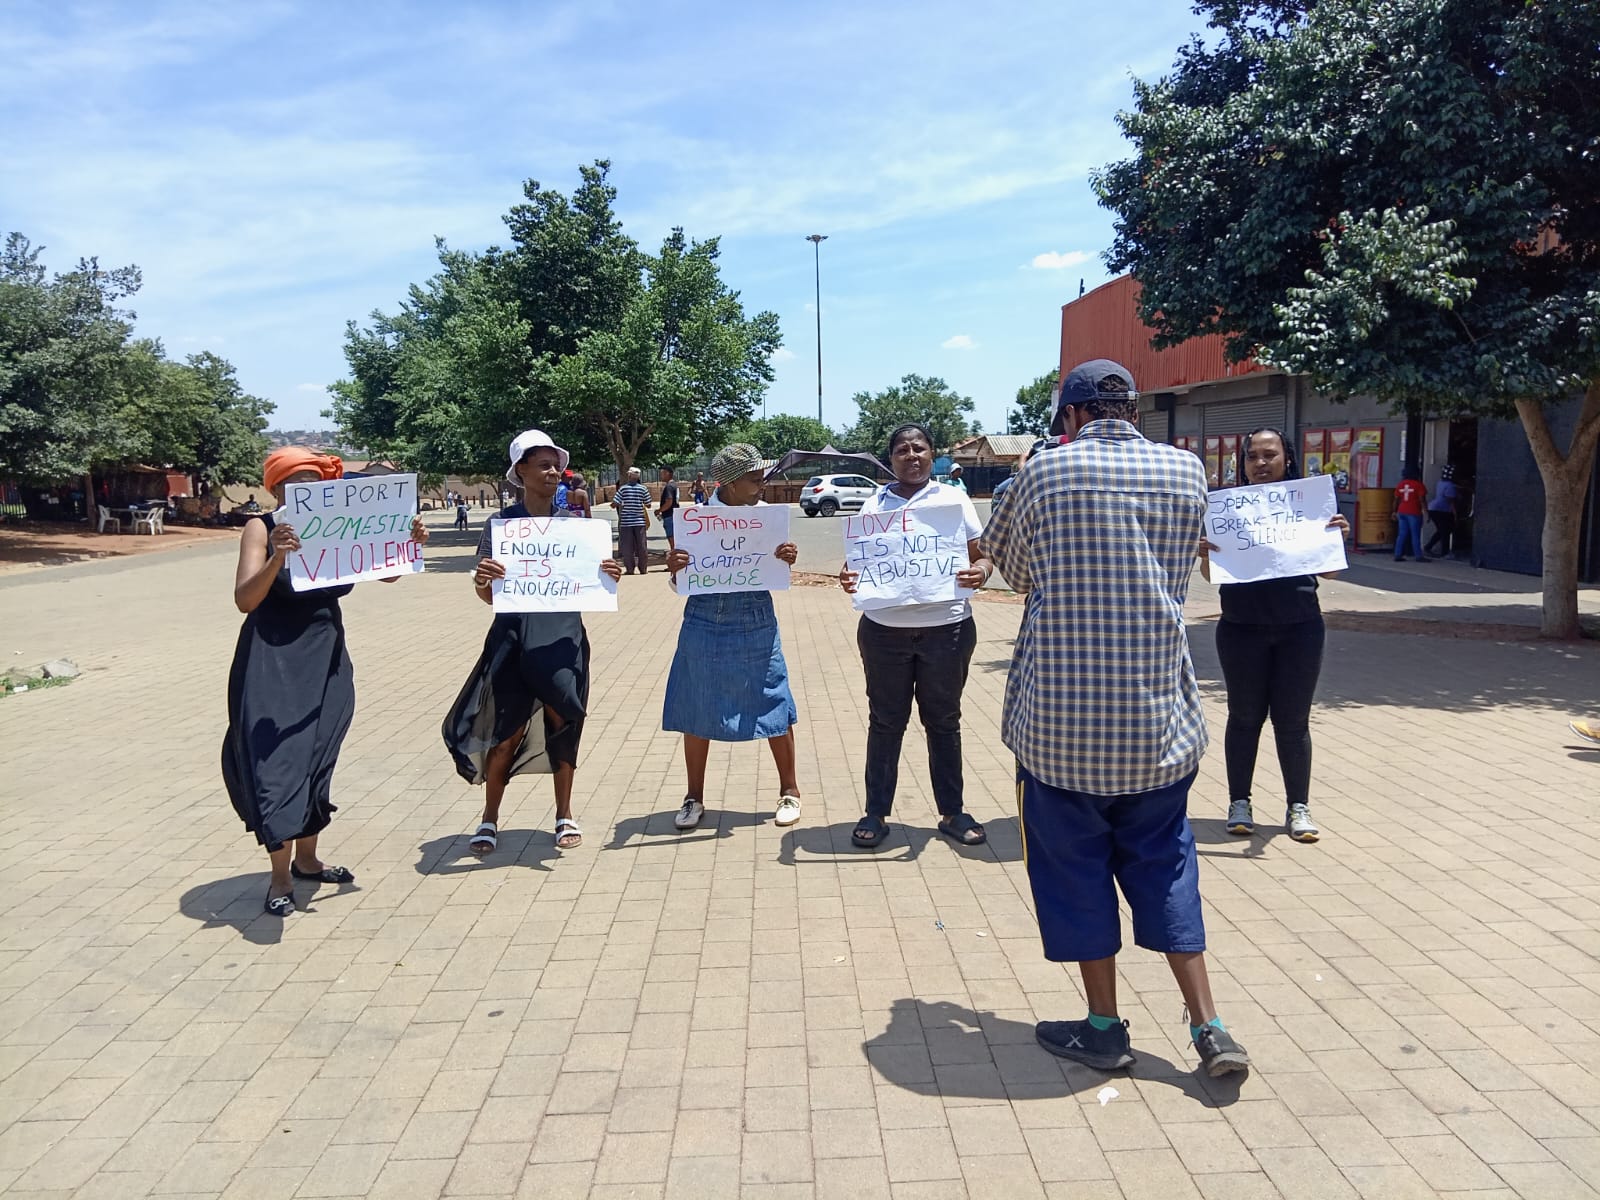 REPORT
DOMESTIC
VIOLENCE
GBV
ENOUGH
IS
ENOUGH!!
STANDS
UP
AGAINST
ABUSE
LOVE
IS NOT
ABUSIVE
SPEAK OUT!!
BREAK THE
SILENCE